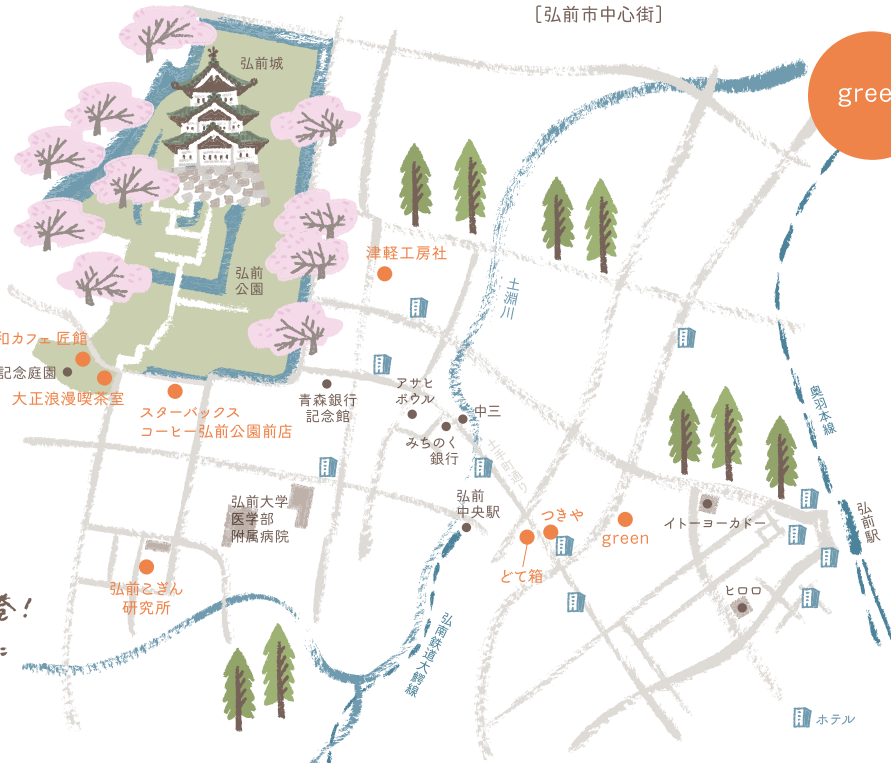 [弘前市中心街]
gree
弘前城
津軽工房社
弘前
公園
土淵川
和カフェ 匠館
記念庭園
大正浪漫喫茶室
スターバックス
コーヒー弘前公園前店
青森銀行
記念館
アサヒ
ボウル
中三
みちのく
銀行
土手町通り
奥羽本線
弘前大学
医学部
附属病院
弘前
中央駅
つきや
green
イトーヨーカドー
弘前駅
どて箱
弘前こぎん
研究所
ヒロロ
弘南鉄道大鰐線
ホテル